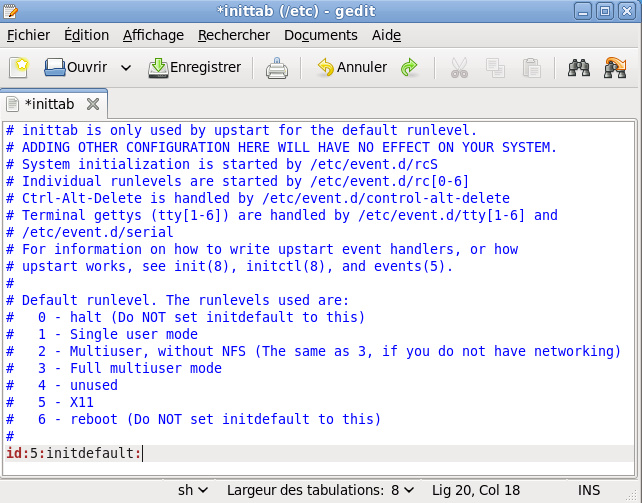 *inittab (/etc) - gedit
Fichier Édition Affichage Rechercher Documents Aide
Ouvrir Enregistrer Annuler
*inittab
# inittab is only used by upstart for the default runlevel.
# ADDING OTHER CONFIGURATION HERE WILL HAVE NO EFFECT ON YOUR SYSTEM.
# System initialization is started by /etc/event.d/rcS
# Individual runlevels are started by /etc/event.d/rc[0-6]
# Ctrl-Alt-Delete is handled by /etc/event.d/control-alt-delete
# Terminal gettys (tty[1-6]) are handled by /etc/event.d/tty[1-6] and
# /etc/event.d/serial
# For information on how to write upstart event handlers, or how
# upstart works, see init(8), initctl(8), and events(5).
#
# Default runlevel. The runlevels used are:
#   0 - halt (Do NOT set initdefault to this)
#   1 - Single user mode
#   2 - Multiuser, without NFS (The same as 3, if you do not have networking)
#   3 - Full multiuser mode
#   4 - unused
#   5 - X11
#   6 - reboot (Do NOT set initdefault to this)
#
id:5:initdefault:
sh Largeur des tabulations: 8 Lig 20, Col 18 INS